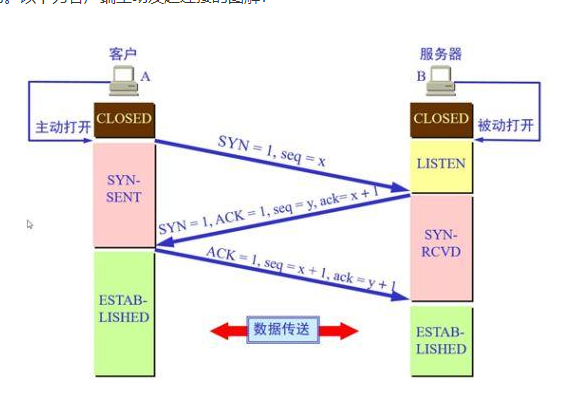 客户
服务器
A
B
CLOSED
CLOSED
主动打开
被动打开
SYN = 1, seq = x
LISTEN
SYN-
SENT
SYN = 1, ACK = 1, seq = y, ack= x + 1
SYN-
RCVD
ACK = 1, seq = x + 1, ack = y + 1
ESTAB-
LISHED
数据传送
ESTAB-
LISHED